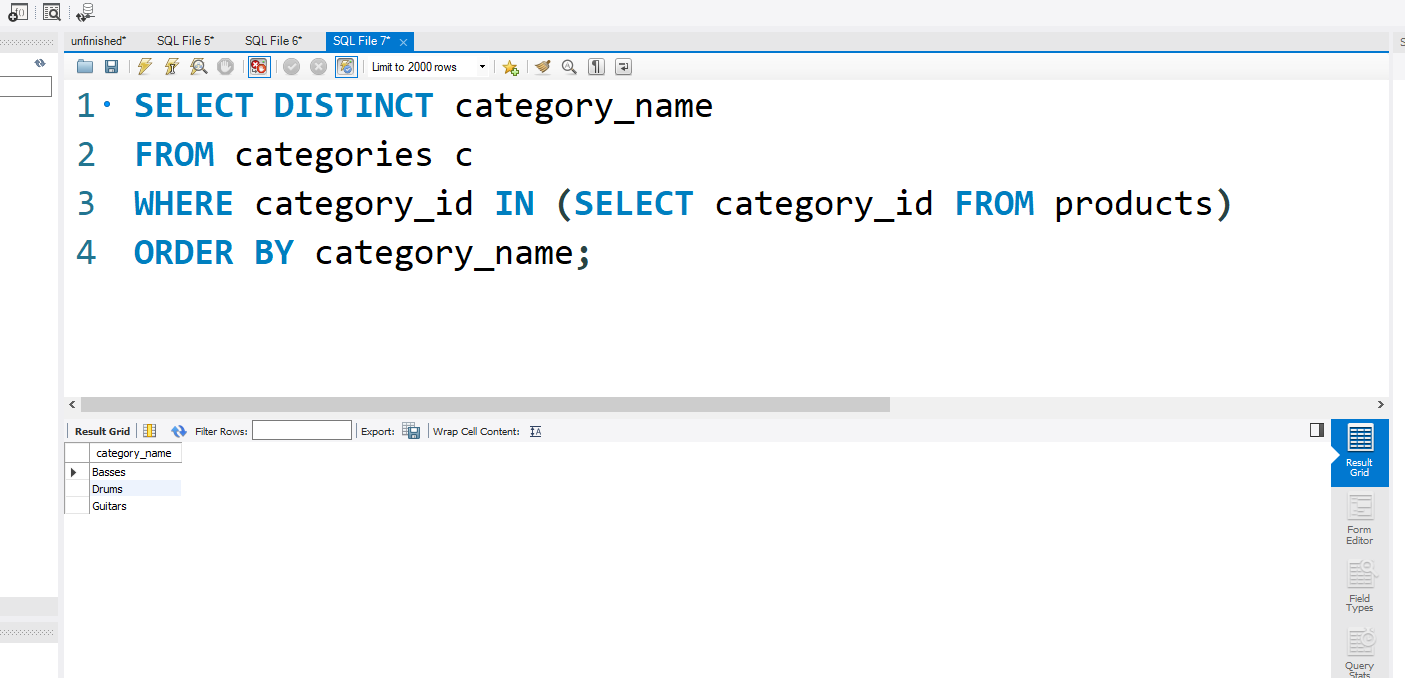 unfinished* SQL File 5* SQL File 6* SQL File 7*
Limit to 2000 rows
1 SELECT DISTINCT category_name
2 FROM categories c
3 WHERE category_id IN (SELECT category_id FROM products)
4 ORDER BY category_name;
Result Grid Filter Rows: Export: Wrap Cell Content:
category_name
Basses
Drums
Guitars
Result
Grid
Form
Editor
Field
Types
Query
Stats